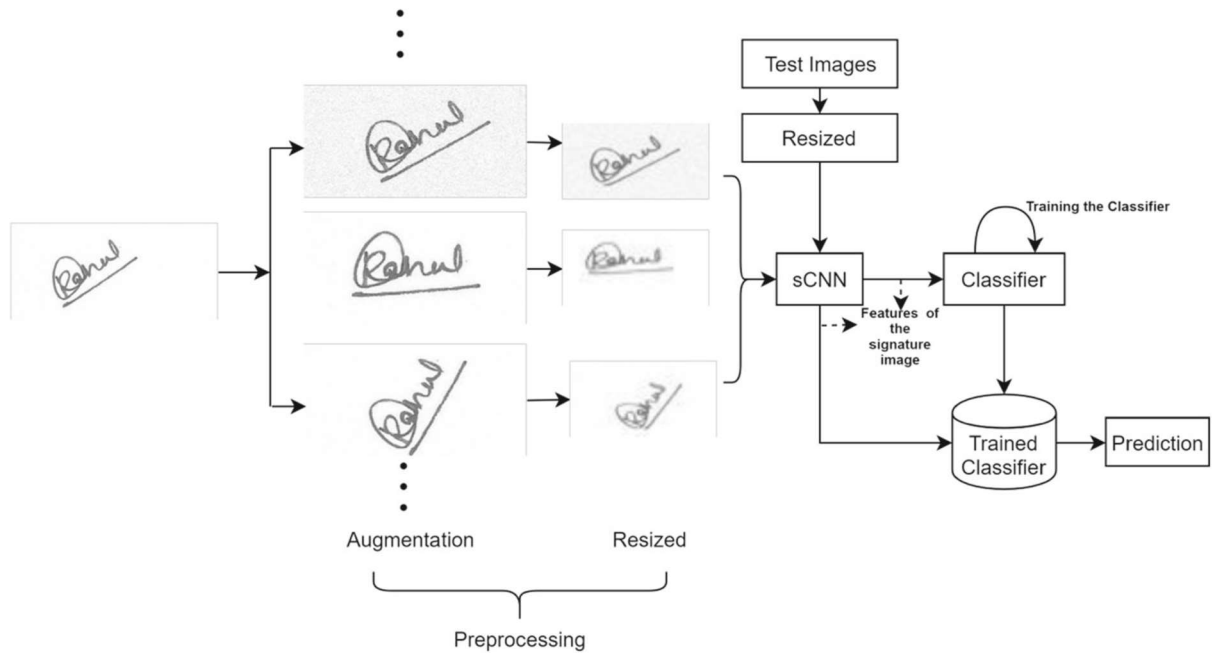 Rahul
Rahul
Rahul
Rahul
Rahul
Rahul
Rahul
Augmentation
Resized
Preprocessing
Test Images
Resized
sCNN
Classifier
Training the Classifier
Features of
the
signature
image
Trained
Classifier
Prediction